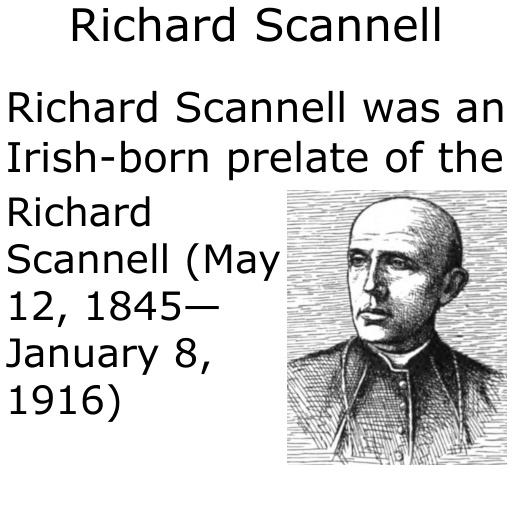 Richard Scannell
Richard Scannell was an
Irish-born prelate of the
Richard
Scannell (May
12, 1845—
January 8,
1916)